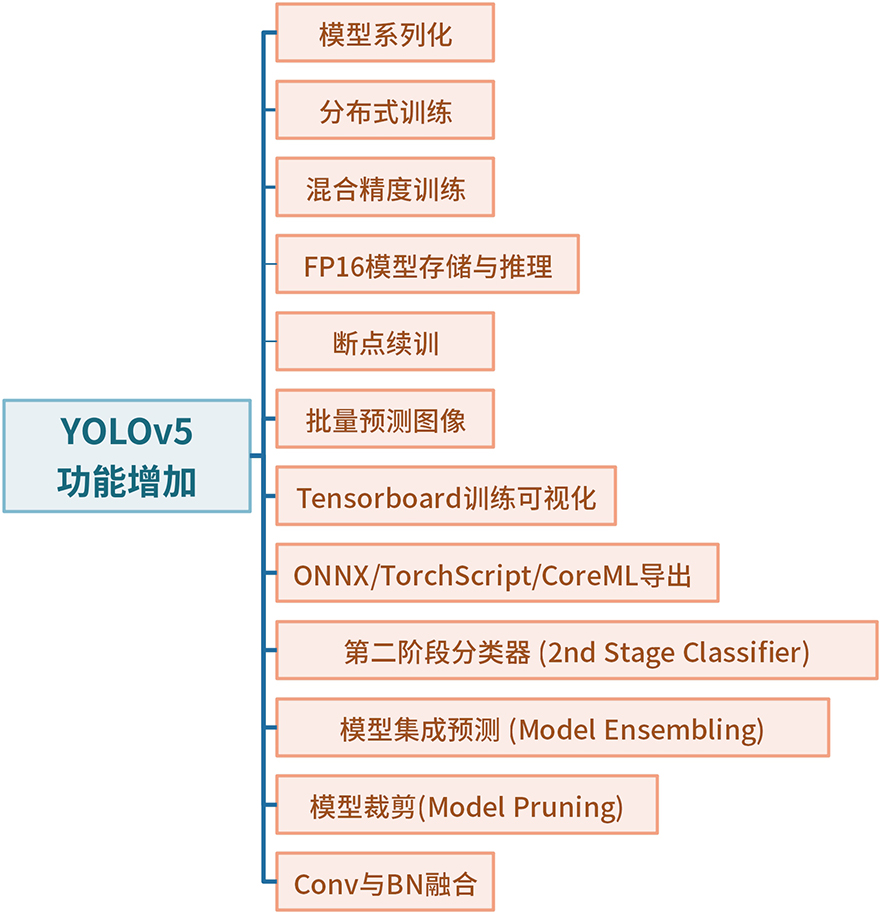 模型系列化
分布式训练
混合精度训练
FP16模型存储与推理
断点续训
YOLOv5
功能增加
批量预测图像
Tensorboard训练可视化
ONNX/TorchScript/CoreML导出
第二阶段分类器 (2nd Stage Classifier)
模型集成预测 (Model Ensembling)
模型裁剪(Model Pruning)
Conv与BN融合